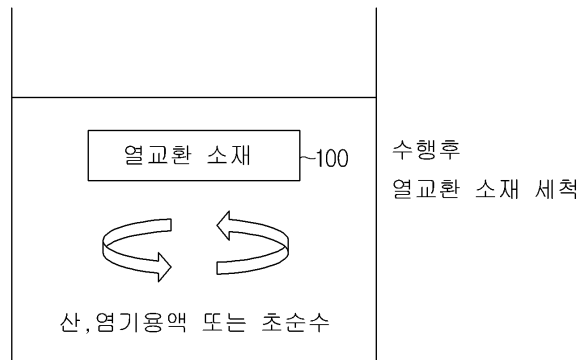 열교환 소재
100
수행후
열교환 소재 세척
산,염기용액 또는 초순수